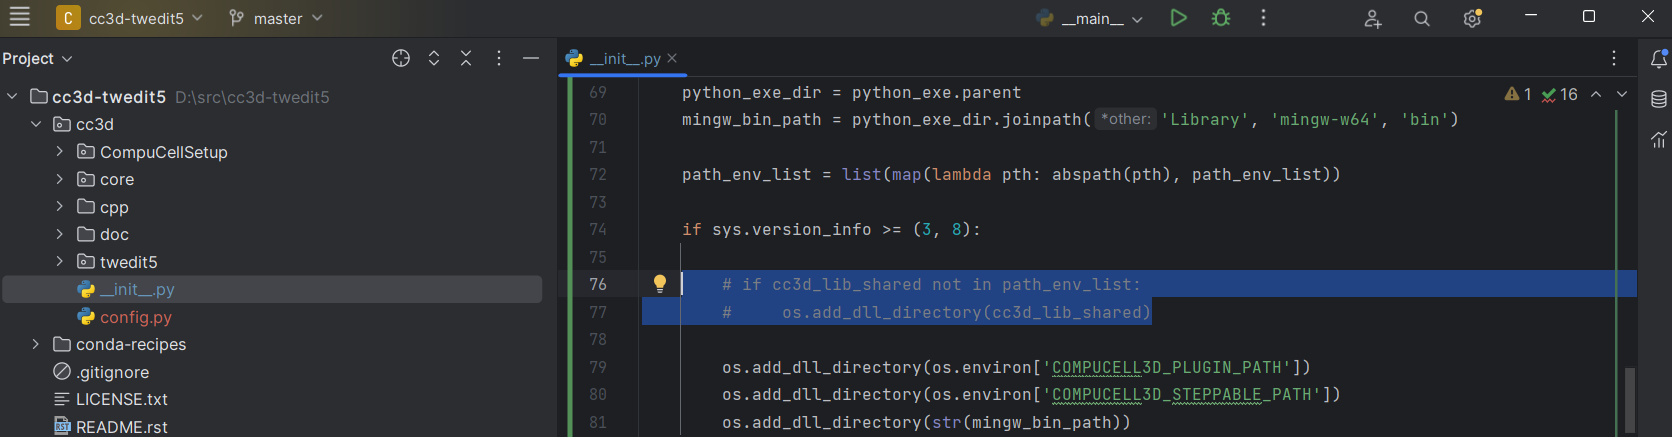 C cc3d-twedit5 master __main__
Project
__init__.py
cc3d-twedit5 D:\src\cc3d-twedit5
cc3d
CompuCellSetup
core
cpp
doc
twedit5
__init__.py
config.py
conda-recipes
.gitignore
LICENSE.txt
RST README.rst
1 16
69 python_exe_dir = python_exe.parent
70 mingw_bin_path = python_exe_dir.joinpath( *other: 'Library', 'mingw-w64', 'bin')
71
72 path_env_list = list(map(lambda pth: abspath(pth), path_env_list))
73
74 if sys.version_info >= (3, 8):
75
76 # if cc3d_lib_shared not in path_env_list:
77 #     os.add_dll_directory(cc3d_lib_shared)
78
79 os.add_dll_directory(os.environ['COMPUCELL3D_PLUGIN_PATH'])
80 os.add_dll_directory(os.environ['COMPUCELL3D_STEPPABLE_PATH'])
81 os.add_dll_directory(str(mingw_bin_path))